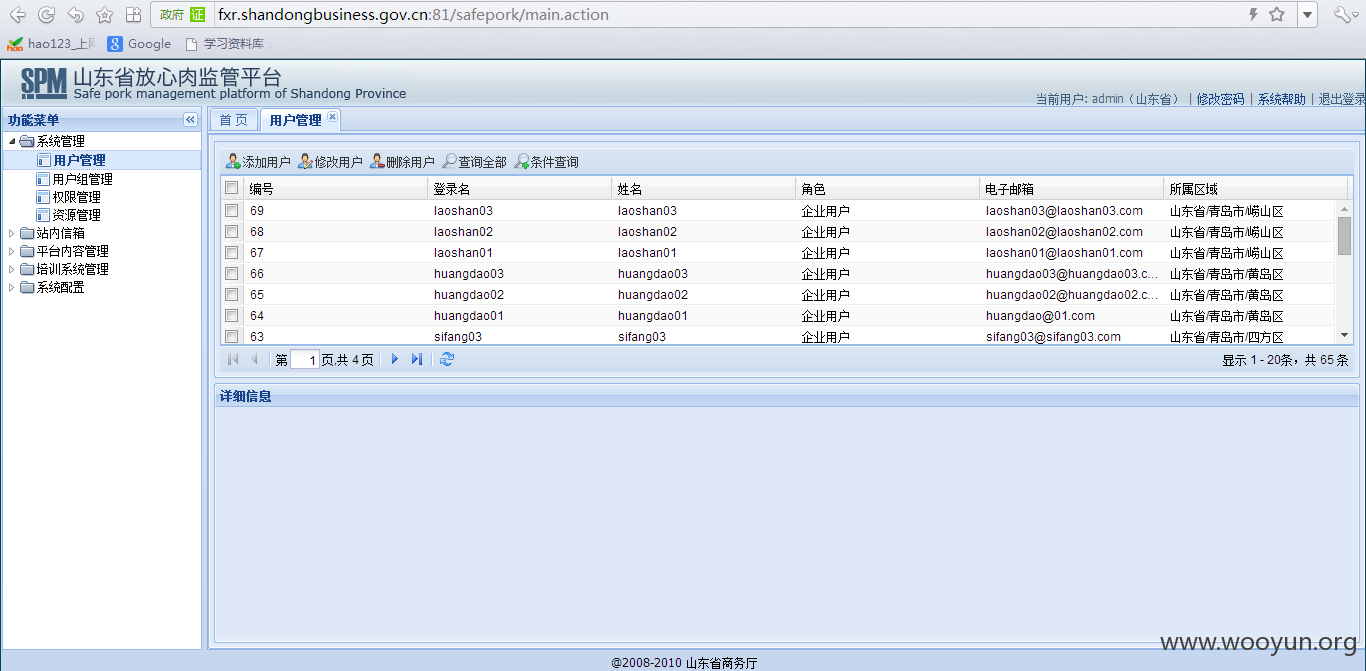 政府 证 fxr.shandongbusiness.gov.cn:81/safepork/main.action
hao123_上网 Google 学习资料库
SPM 山东省放心肉监管平台
Safe pork management platform of Shandong Province
当前用户: admin（山东省） | 修改密码 | 系统帮助 | 退出登录
功能菜单
系统管理
用户管理
用户组管理
权限管理
资源管理
站内信箱
平台内容管理
培训系统管理
系统配置
首页 用户管理
添加用户 修改用户 删除用户 查询全部 条件查询
编号 登录名 姓名 角色 电子邮箱 所属区域
69 laoshan03 laoshan03 企业用户 laoshan03@laoshan03.com 山东省/青岛市/崂山区
68 laoshan02 laoshan02 企业用户 laoshan02@laoshan02.com 山东省/青岛市/崂山区
67 laoshan01 laoshan01 企业用户 laoshan01@laoshan01.com 山东省/青岛市/崂山区
66 huangdao03 huangdao03 企业用户 huangdao03@huangdao03.c... 山东省/青岛市/黄岛区
65 huangdao02 huangdao02 企业用户 huangdao02@huangdao02.c... 山东省/青岛市/黄岛区
64 huangdao01 huangdao01 企业用户 huangdao@01.com 山东省/青岛市/黄岛区
63 sifang03 sifang03 企业用户 sifang03@sifang03.com 山东省/青岛市/四方区
第 1 页,共 4 页 显示 1 - 20条，共 65 条
详细信息
www.wooyun.org
@2008-2010 山东省商务厅